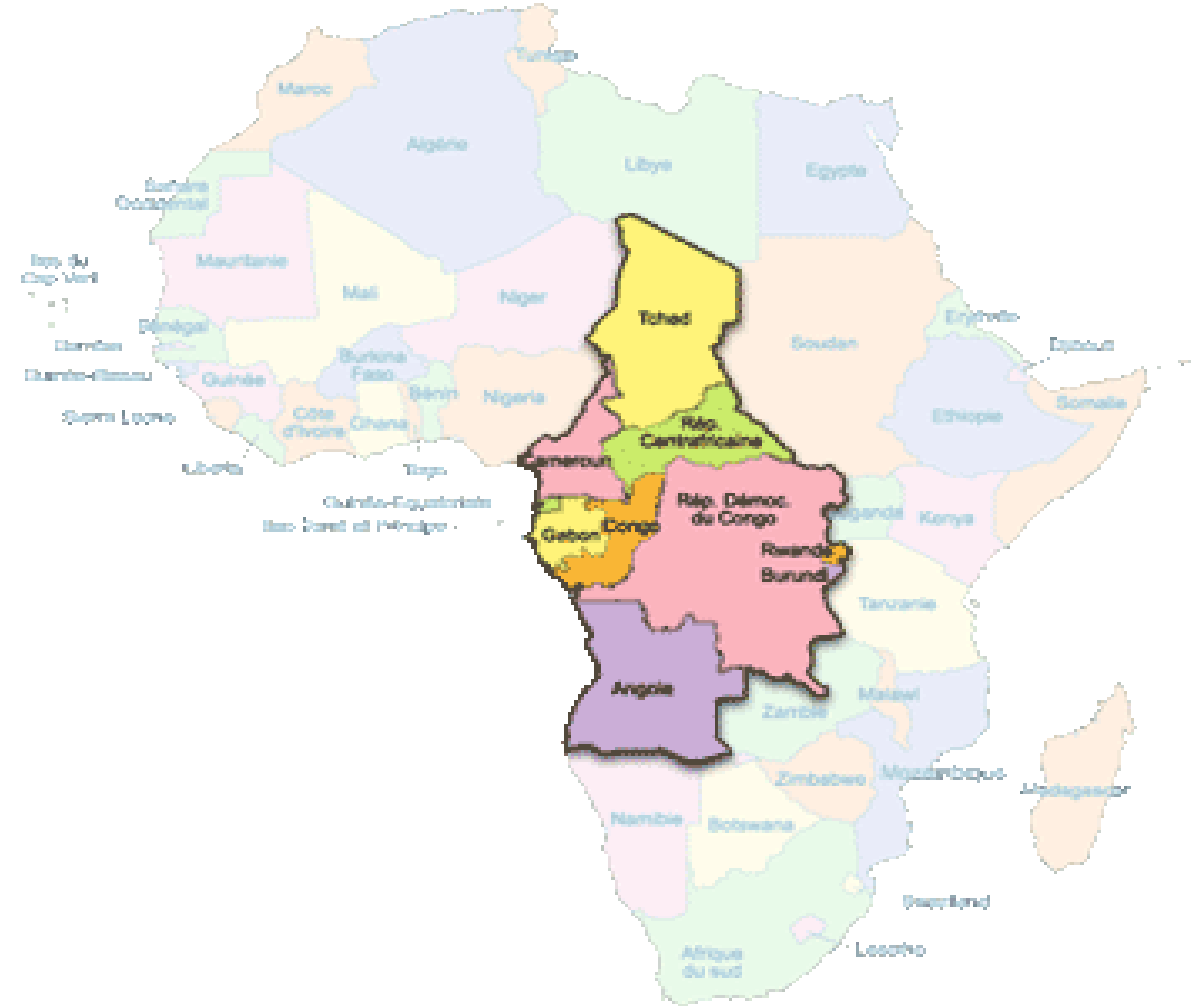 Tunisie
Maroc
Algérie
Libye
Egypte
Sahara
Occidental
Mauritanie
Iles du
Cap Vert
Mali
Niger
Tchad
Soudan
Erythrée
Djibouti
Sénégal
Gambie
Guinée-Bissau
Guinée
Sierra Leone
Burkina
Faso
Bénin
Nigeria
Côte
d'Ivoire
Ghana
Liberia
Togo
Ethiopie
Somalie
Rép.
Centrafricaine
Cameroun
Guinée-Equatoriale
Sao Tomé et Principe
Gabon
Congo
Rép. Démoc.
du Congo
Uganda
Kenya
Rwanda
Burundi
Tanzanie
Angola
Zambie
Malawi
Mozambique
Zimbabwe
Madagascar
Namibie
Botswana
Swaziland
Lesotho
Afrique
du sud